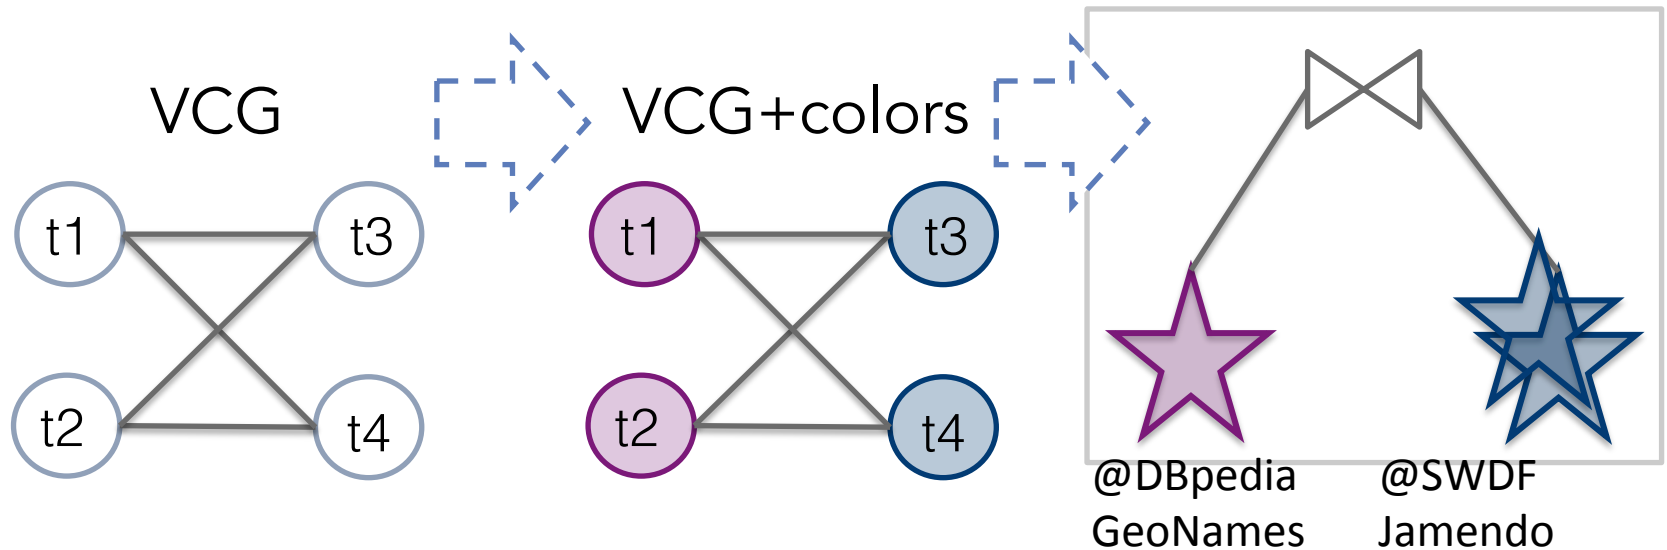 VCG
t1
t3
t2
t4
VCG+colors
t1
t3
t2
t4
@DBpedia
GeoNames
@SWDF
Jamendo